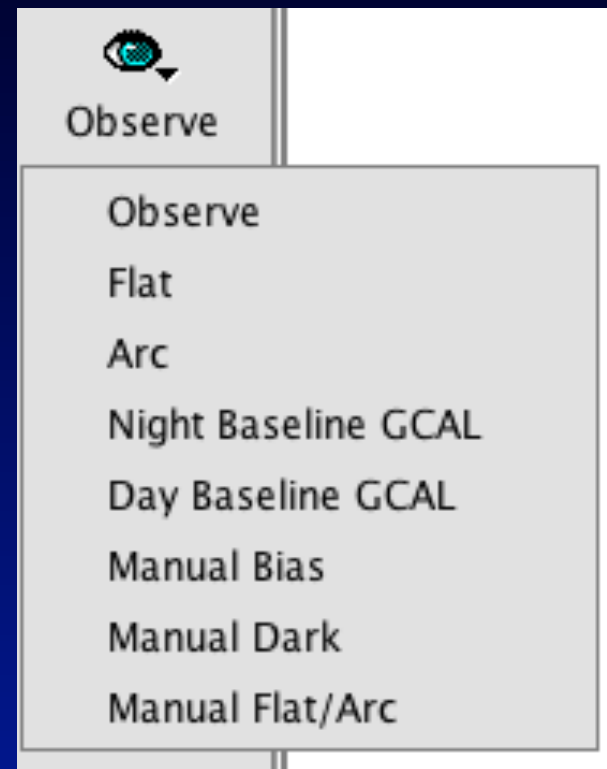 Observe
Observe
Flat
Arc
Night Baseline GCAL
Day Baseline GCAL
Manual Bias
Manual Dark
Manual Flat/Arc